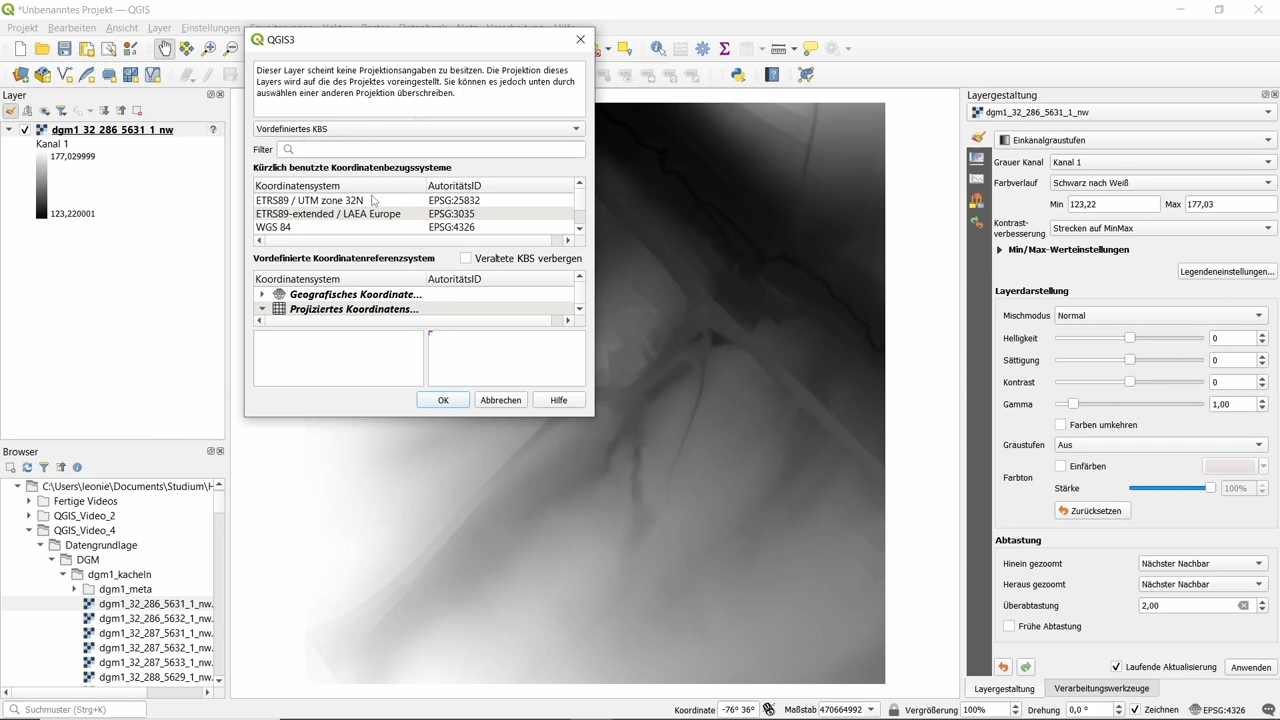 *Unbenanntes Projekt — QGIS
Projekt Bearbeiten Ansicht Layer Einstellungen
QGIS3
Dieser Layer scheint keine Projektionsangaben zu besitzen. Die Projektion dieses
Layers wird auf die des Projektes voreingestellt. Sie können es jedoch unten durch
auswählen einer anderen Projektion überschreiben.
Vordefiniertes KBS
Filter
Kürzlich benutzte Koordinatenbezugssysteme
Koordinatensystem AutoritätsID
ETRS89 / UTM zone 32N EPSG:25832
ETRS89-extended / LAEA Europe EPSG:3035
WGS 84 EPSG:4326
Vordefinierte Koordinatenreferenzsystem Veraltete KBS verbergen
Koordinatensystem AutoritätsID
Geografisches Koordinate...
Projiziertes Koordinatens...
OK Abbrechen Hilfe
Layer
dgm1_32_286_5631_1_nw ?
Kanal 1
177,029999
123,220001
Browser
C:\Users\leonie\Documents\Studium\H
Fertige Videos
QGIS_Video_2
QGIS_Video_4
Datengrundlage
DGM
dgm1_kacheln
dgm1_meta
dgm1_32_286_5631_1_nw.
dgm1_32_286_5632_1_nw.
dgm1_32_287_5631_1_nw.
dgm1_32_287_5632_1_nw.
dgm1_32_287_5633_1_nw.
dgm1_32_288_5629_1_nw.
Layergestaltung
dgm1_32_286_5631_1_nw
Einkanalgraustufen
Grauer Kanal Kanal 1
Farbverlauf Schwarz nach Weiß
Min 123,22 Max 177,03
Kontrast-
verbesserung Strecken auf MinMax
Min/Max-Werteinstellungen
Legendeneinstellungen...
Layerdarstellung
Mischmodus Normal
Helligkeit 0
Sättigung 0
Kontrast 0
Gamma 1,00
Farben umkehren
Graustufen Aus
Farbton Einfärben
Stärke 100%
Zurücksetzen
Abtastung
Hinein gezoomt Nächster Nachbar
Heraus gezoomt Nächster Nachbar
Überabtastung 2,00
Frühe Abtastung
Laufende Aktualisierung Anwenden
Layergestaltung Verarbeitungswerkzeuge
Suchmuster (Strg+K) Koordinate -76° 36° Maßstab 470664992 Vergrößerung 100% Drehung 0,0 ° Zeichnen EPSG:4326